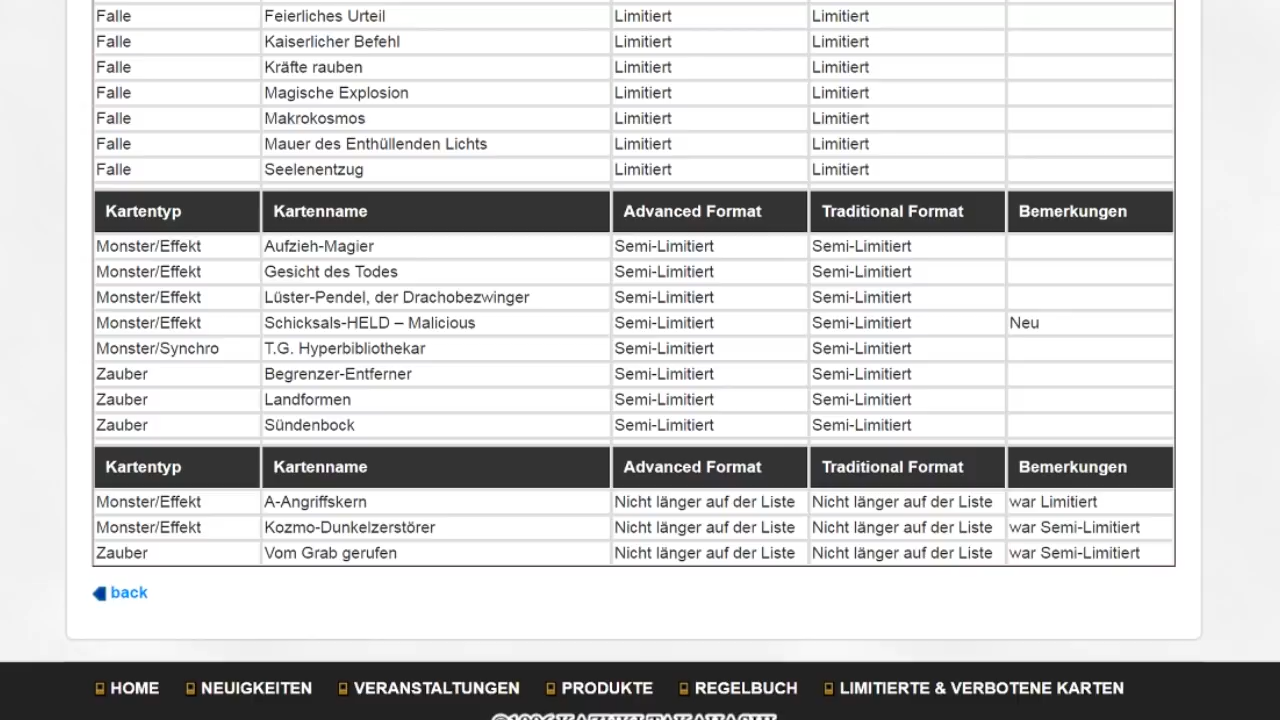 Falle Feierliches Urteil Limitiert Limitiert
Falle Kaiserlicher Befehl Limitiert Limitiert
Falle Kräfte rauben Limitiert Limitiert
Falle Magische Explosion Limitiert Limitiert
Falle Makrokosmos Limitiert Limitiert
Falle Mauer des Enthüllenden Lichts Limitiert Limitiert
Falle Seelenentzug Limitiert Limitiert
Kartentyp Kartenname Advanced Format Traditional Format Bemerkungen
Monster/Effekt Aufzieh-Magier Semi-Limitiert Semi-Limitiert
Monster/Effekt Gesicht des Todes Semi-Limitiert Semi-Limitiert
Monster/Effekt Lüster-Pendel, der Drachobezwinger Semi-Limitiert Semi-Limitiert
Monster/Effekt Schicksals-HELD – Malicious Semi-Limitiert Semi-Limitiert Neu
Monster/Synchro T.G. Hyperbibliothekar Semi-Limitiert Semi-Limitiert
Zauber Begrenzer-Entferner Semi-Limitiert Semi-Limitiert
Zauber Landformen Semi-Limitiert Semi-Limitiert
Zauber Sündenbock Semi-Limitiert Semi-Limitiert
Kartentyp Kartenname Advanced Format Traditional Format Bemerkungen
Monster/Effekt A-Angriffskern Nicht länger auf der Liste Nicht länger auf der Liste war Limitiert
Monster/Effekt Kozmo-Dunkelzerstörer Nicht länger auf der Liste Nicht länger auf der Liste war Semi-Limitiert
Zauber Vom Grab gerufen Nicht länger auf der Liste Nicht länger auf der Liste war Semi-Limitiert
back
HOME NEUIGKEITEN VERANSTALTUNGEN PRODUKTE REGELBUCH LIMITIERTE & VERBOTENE KARTEN
©1996 KAZUKI TAKAHASHI